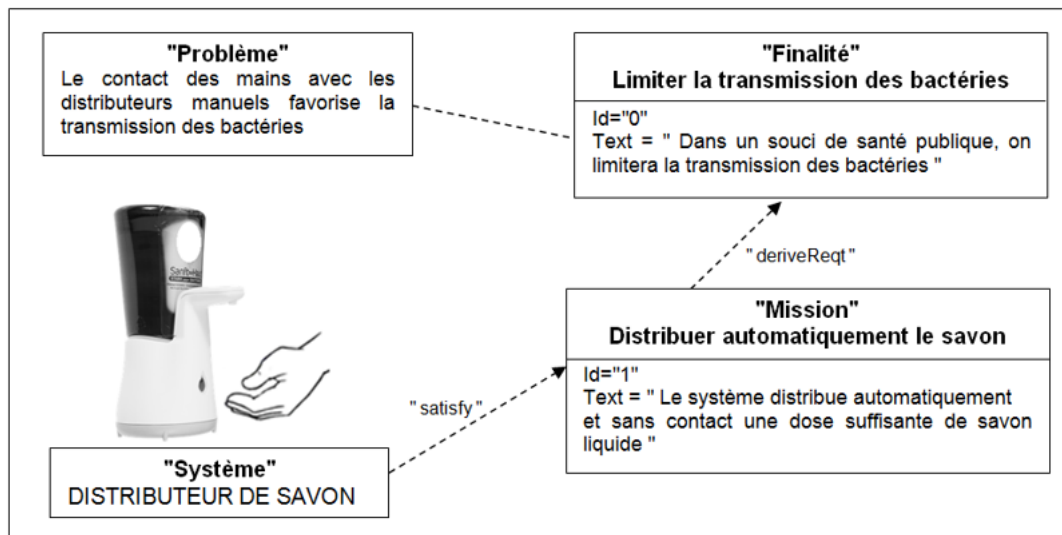 "Problème"
Le contact des mains avec les
distributeurs manuels favorise la
transmission des bactéries
"Finalité"
Limiter la transmission des bactéries
Id="0"
Text = " Dans un souci de santé publique, on
limitera la transmission des bactéries "
"deriveReqt"
"Mission"
Distribuer automatiquement le savon
Id="1"
Text = " Le système distribue automatiquement
et sans contact une dose suffisante de savon
liquide "
"satisfy"
"Système"
DISTRIBUTEUR DE SAVON